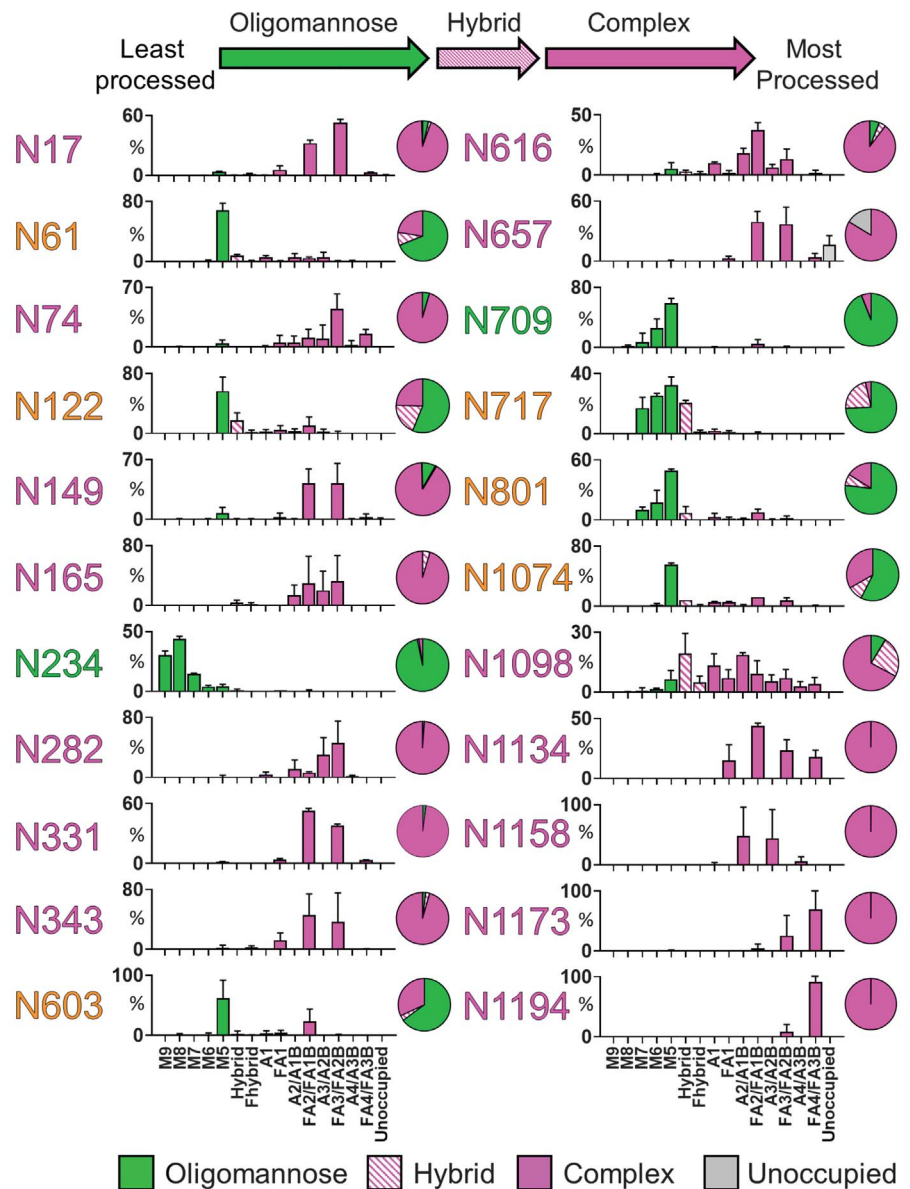 Oligomannose Hybrid Complex
Least processed
Most Processed
N17
60
%
0
N61
80
%
0
N74
70
%
0
N122
80
%
0
N149
70
%
0
N165
80
%
0
N234
50
%
0
N282
80
%
0
N331
60
%
0
N343
80
%
0
N603
100
%
0
M9
M8
M7
M6
M5
Hybrid
Fhybrid
A1
FA1
A2/A1B
FA2/FA1B
A3/A2B
FA3/FA2B
A4/A3B
FA4/FA3B
Unoccupied
N616
50
%
0
N657
60
%
0
N709
80
%
0
N717
40
%
0
N801
60
%
0
N1074
80
%
0
N1098
30
%
0
N1134
50
%
0
N1158
100
%
0
N1173
100
%
0
N1194
100
%
0
M9
M8
M7
M6
M5
Hybrid
Fhybrid
A1
FA1
A2/A1B
FA2/FA1B
A3/A2B
FA3/FA2B
A4/A3B
FA4/FA3B
Unoccupied
Oligomannose Hybrid Complex Unoccupied